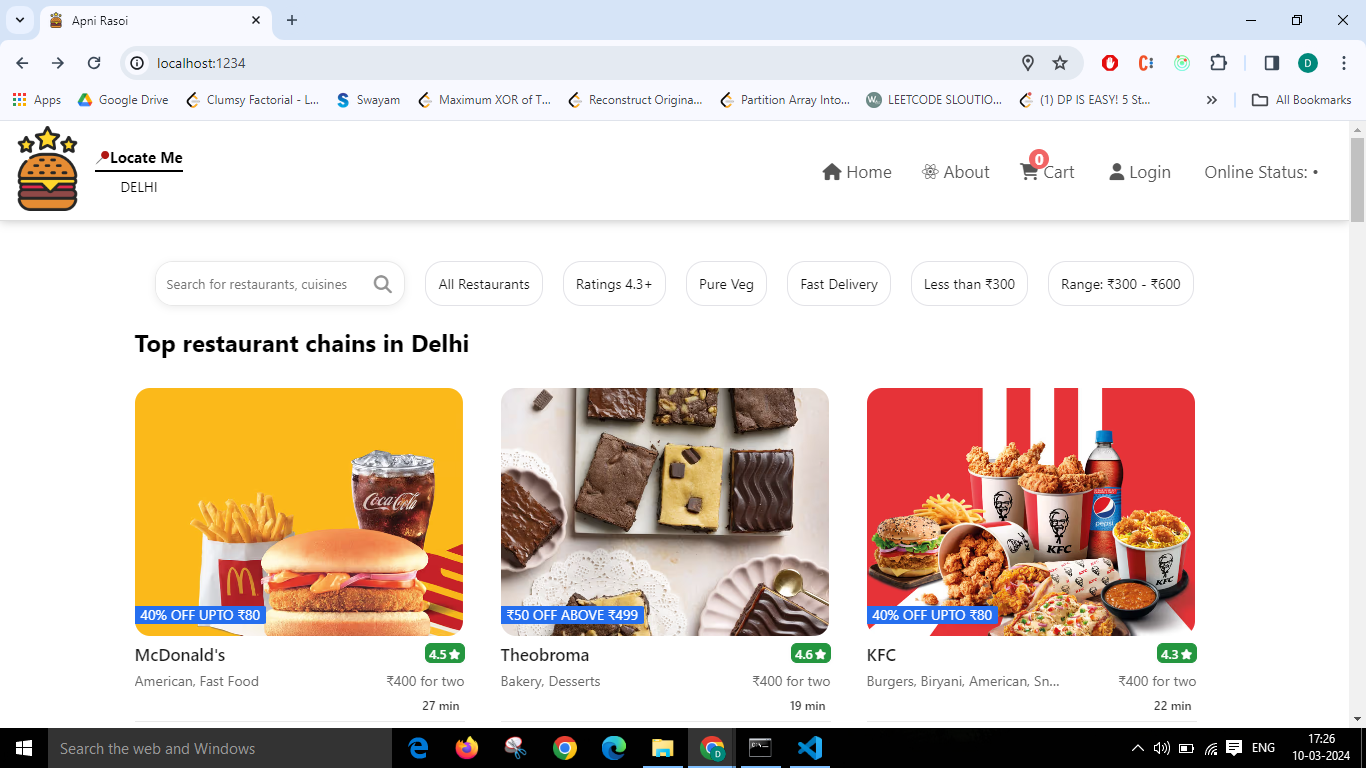 Apni Rasoi
localhost:1234
D
Apps Google Drive Clumsy Factorial - L... Swayam Maximum XOR of T... Reconstruct Origina... Partition Array Into... LEETCODE SLOUTIO... (1) DP IS EASY! 5 St... All Bookmarks
Locate Me
DELHI
Home About 0 Cart Login Online Status:
Search for restaurants, cuisines All Restaurants Ratings 4.3+ Pure Veg Fast Delivery Less than ₹300 Range: ₹300 - ₹600
Top restaurant chains in Delhi
Coca-Cola
pepsi
KFC
KFC
40% OFF UPTO ₹80 ₹50 OFF ABOVE ₹499 40% OFF UPTO ₹80
McDonald's 4.5 Theobroma 4.6 KFC 4.3
American, Fast Food ₹400 for two Bakery, Desserts ₹400 for two Burgers, Biryani, American, Sn... ₹400 for two
27 min 19 min 22 min
Search the web and Windows
ENG
17:26
10-03-2024